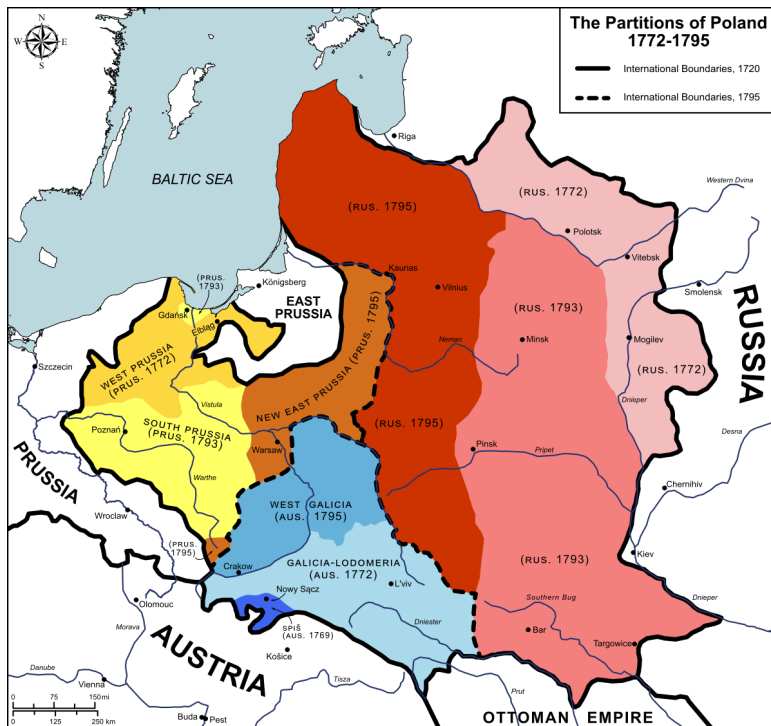 The Partitions of Poland
1772-1795
International Boundaries, 1720
International Boundaries, 1795
N
W
E
S
BALTIC SEA
Riga
(RUS. 1772)
(RUS. 1795)
Western Dvina
Polotsk
Vitebsk
Kaunas
(PRUS.
1793)
Königsberg
Vilnius
Smolensk
EAST
PRUSSIA
(RUS. 1793)
RUSSIA
Gdańsk
Elbląg
Szczecin
WEST PRUSSIA
(PRUS. 1772)
NEW EAST PRUSSIA (PRUS. 1795)
Neman
Minsk
Mogilev
(RUS. 1772)
Vistula
Dnieper
Poznań
SOUTH PRUSSIA
(PRUS. 1793)
(RUS. 1795)
Warsaw
Pinsk
Pripet
Desna
PRUSSIA
Warthe
Chernihiv
Wroclaw
WEST GALICIA
(AUS. 1795)
(PRUS.
1795)
Kiev
(RUS. 1793)
Crakow
GALICIA-LODOMERIA
(AUS. 1772)
L'viv
Nowy Sącz
Olomouc
Southern Bug
Dnieper
Morava
SPIŠ
(AUS. 1769)
Dniester
Bar
Targowice
AUSTRIA
Košice
Danube
Vienna
Tisza
Prut
0 75 150mi
0 125 250 km
Buda
Pest
OTTOMAN EMPIRE